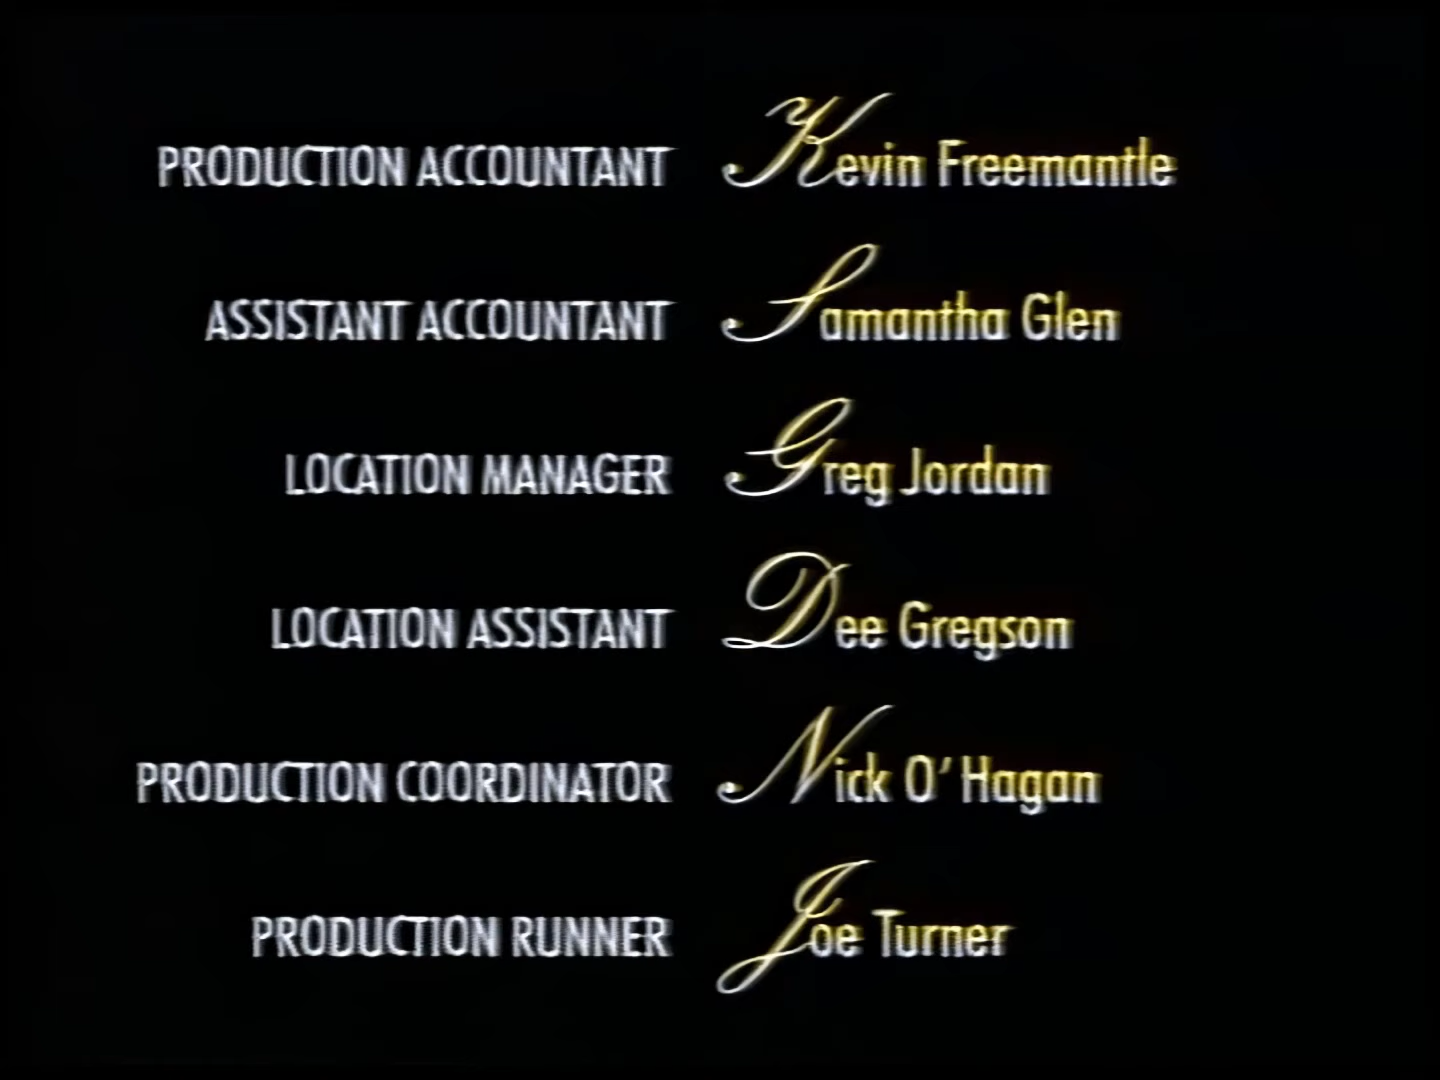 PRODUCTION ACCOUNTANT Kevin Freemantle
ASSISTANT ACCOUNTANT Samantha Glen
LOCATION MANAGER Greg Jordan
LOCATION ASSISTANT Dee Gregson
PRODUCTION COORDINATOR Nick O' Hagan
PRODUCTION RUNNER Joe Turner